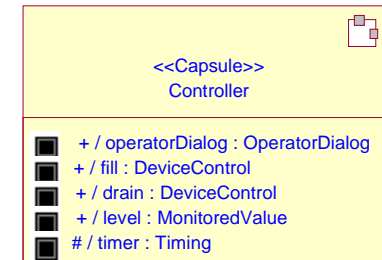 <<Capsule>>
Controller
+ / operatorDialog : OperatorDialog
+ / fill : DeviceControl
+ / drain : DeviceControl
+ / level : MonitoredValue
# / timer : Timing